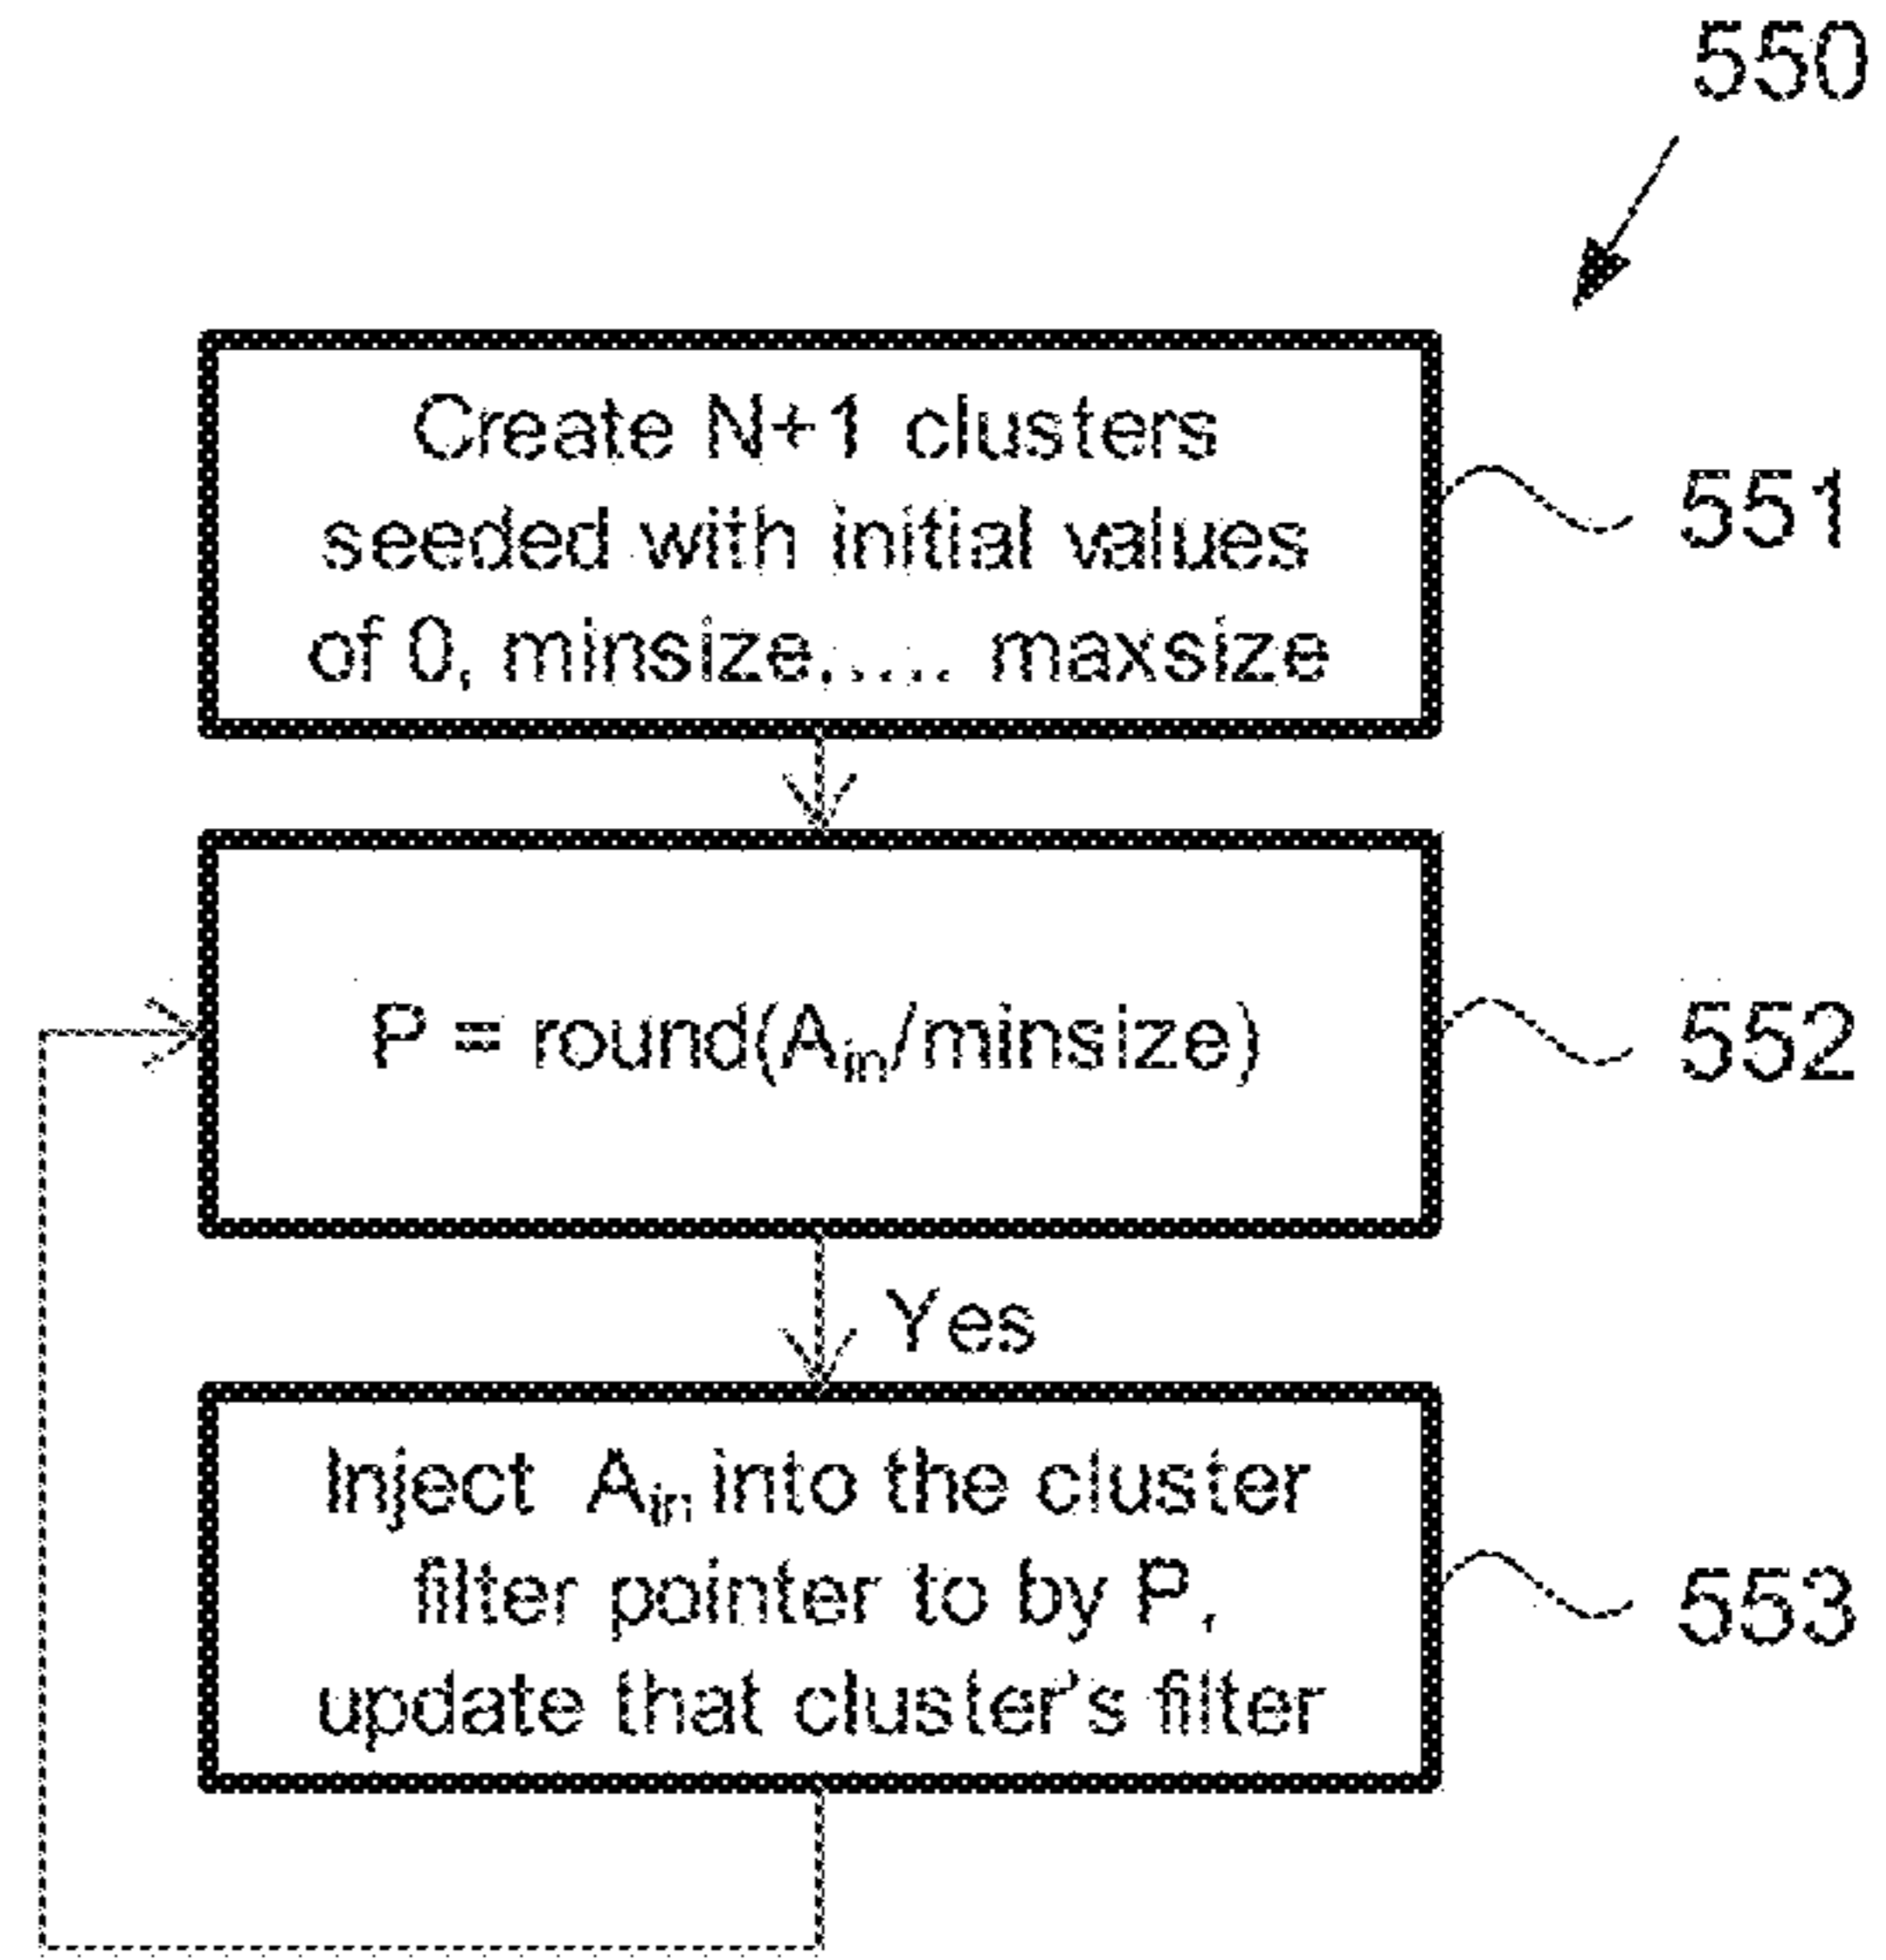 550
Create N+1 clusters
seeded with initial values
of 0, minsize,.... maxsize
551
P = round(Ain/minsize)
552
Yes
Inject Ain into the cluster
filter pointer to by P,
update that cluster's filter
553